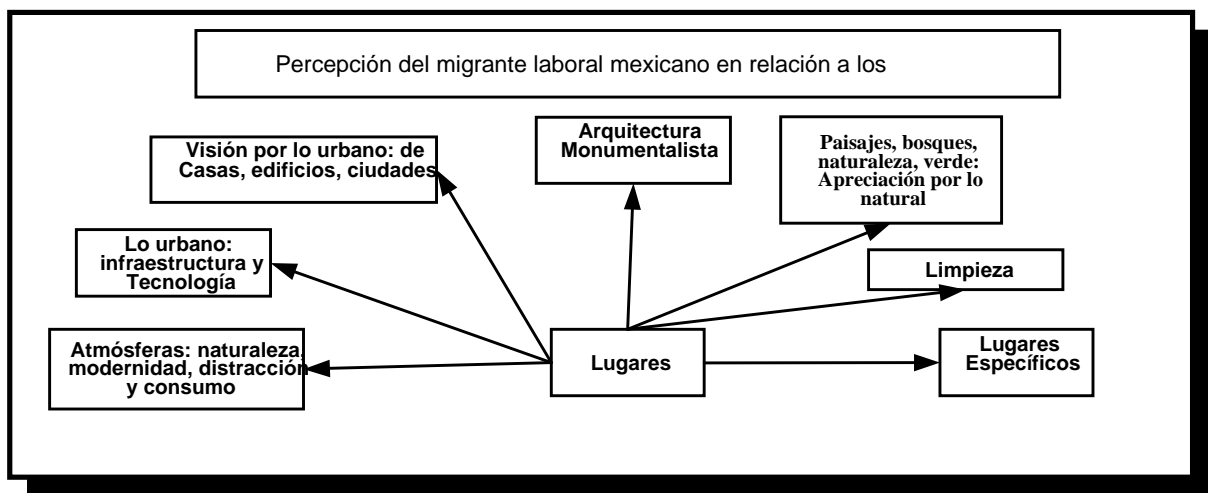 Percepción del migrante laboral mexicano en relación a los
Arquitectura
Monumentalista
Paisajes, bosques,
naturaleza, verde:
Apreciación por lo
natural
Visión por lo urbano: de
Casas, edificios, ciudades
Lo urbano:
infraestructura y
Tecnología
Limpieza
Atmósferas: naturaleza,
modernidad, distracción
y consumo
Lugares
Lugares
Específicos